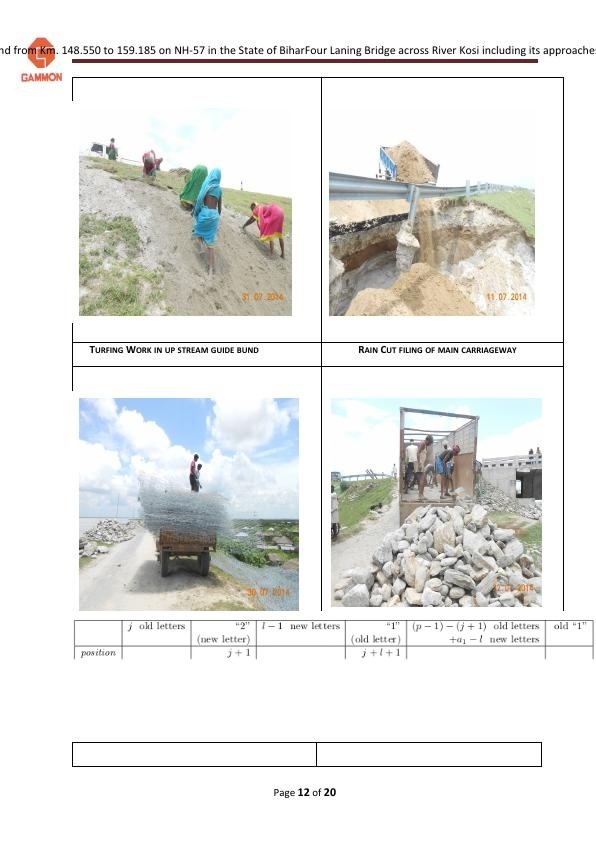 nd from Km. 148.550 to 159.185 on NH-57 in the State of BiharFour Laning Bridge across River Kosi including its approaches
GAMMON
31.07.2014
11.07.2014
TURFING WORK IN UP STREAM GUIDE BUND
RAIN CUT FILING OF MAIN CARRIAGEWAY
30.07.2014
07.2014
j old letters "2" l − 1 new letters "1" (p − 1) − (j + 1) old letters old "1"
(new letter) (old letter) +a₁ − l new letters
position j + 1 j + l + 1
Page 12 of 20